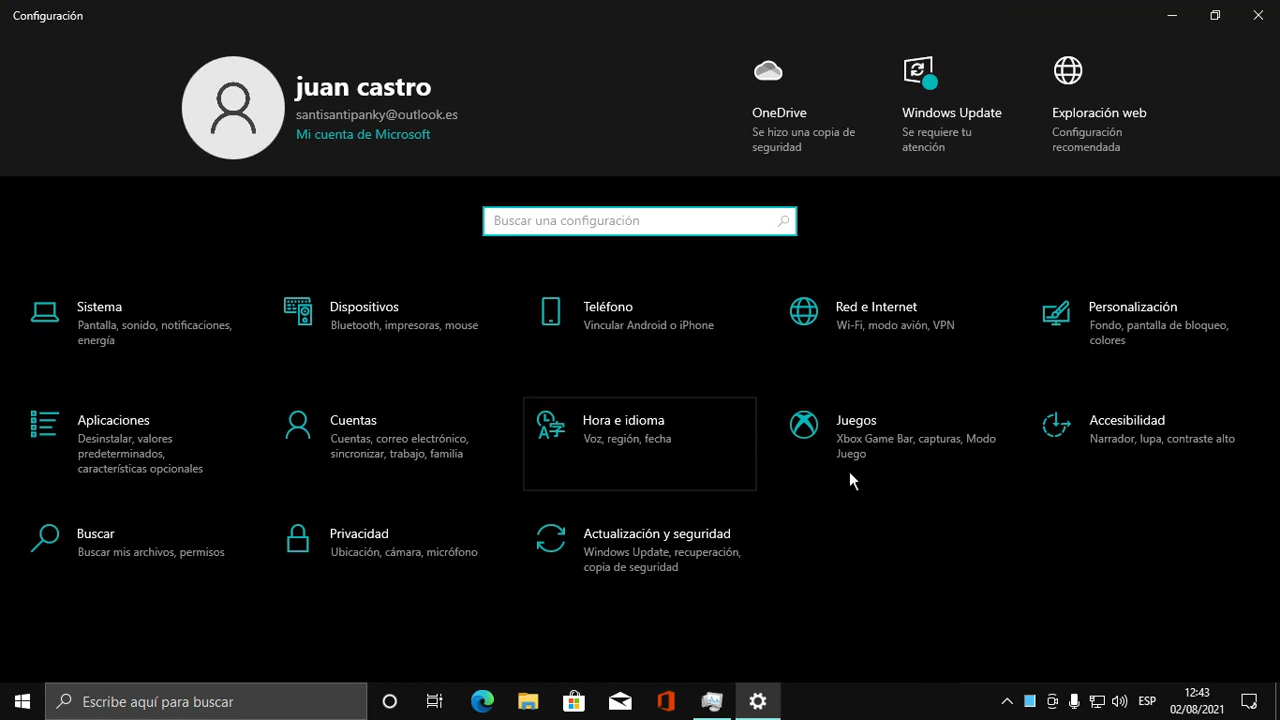 Configuración
juan castro
santisantipanky@outlook.es
Mi cuenta de Microsoft
OneDrive
Se hizo una copia de
seguridad
Windows Update
Se requiere tu
atención
Exploración web
Configuración
recomendada
Buscar una configuración
Sistema
Pantalla, sonido, notificaciones,
energía
Dispositivos
Bluetooth, impresoras, mouse
Teléfono
Vincular Android o iPhone
Red e Internet
Wi-Fi, modo avión, VPN
Personalización
Fondo, pantalla de bloqueo,
colores
Aplicaciones
Desinstalar, valores
predeterminados,
características opcionales
Cuentas
Cuentas, correo electrónico,
sincronizar, trabajo, familia
Hora e idioma
Voz, región, fecha
Juegos
Xbox Game Bar, capturas, Modo
Juego
Accesibilidad
Narrador, lupa, contraste alto
Buscar
Buscar mis archivos, permisos
Privacidad
Ubicación, cámara, micrófono
Actualización y seguridad
Windows Update, recuperación,
copia de seguridad
Escribe aquí para buscar
ESP
12:43
02/08/2021